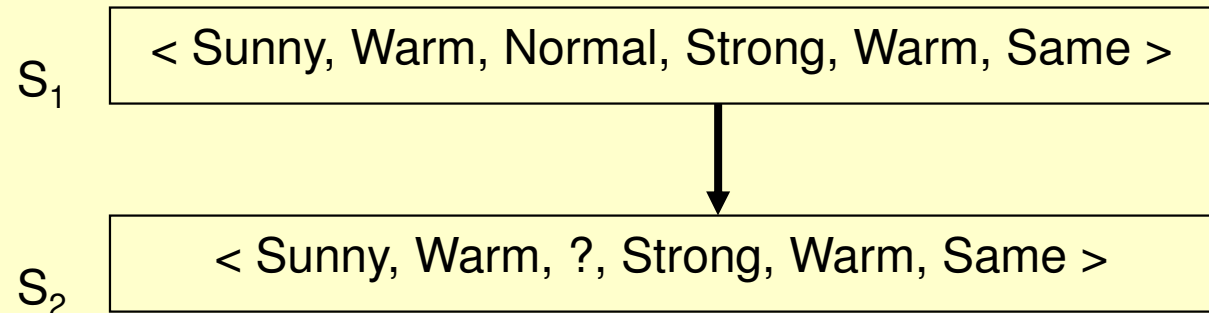 < Sunny, Warm, Normal, Strong, Warm, Same >
S₁
< Sunny, Warm, ?, Strong, Warm, Same >
S₂